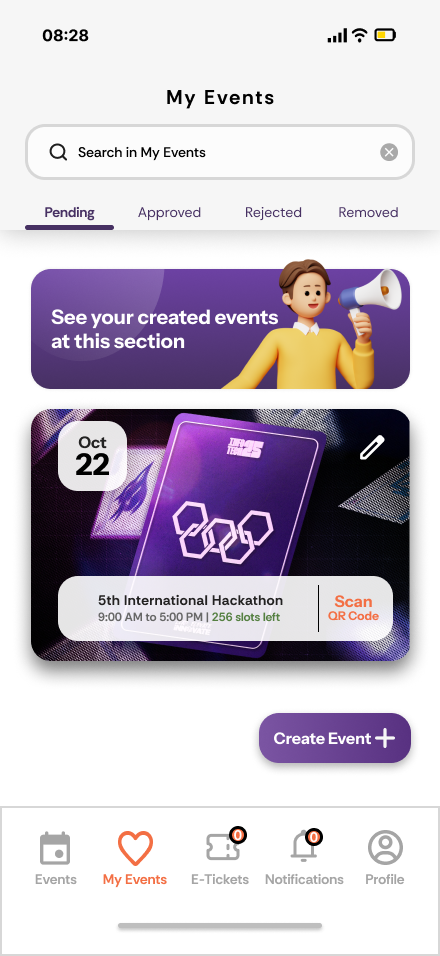 08:28
My Events
Search in My Events
Pending Approved Rejected Removed
See your created events
at this section
Oct
22
5th International Hackathon
9:00 AM to 5:00 PM | 256 slots left
Scan
QR Code
Create Event
0 0
Events My Events E-Tickets Notifications Profile